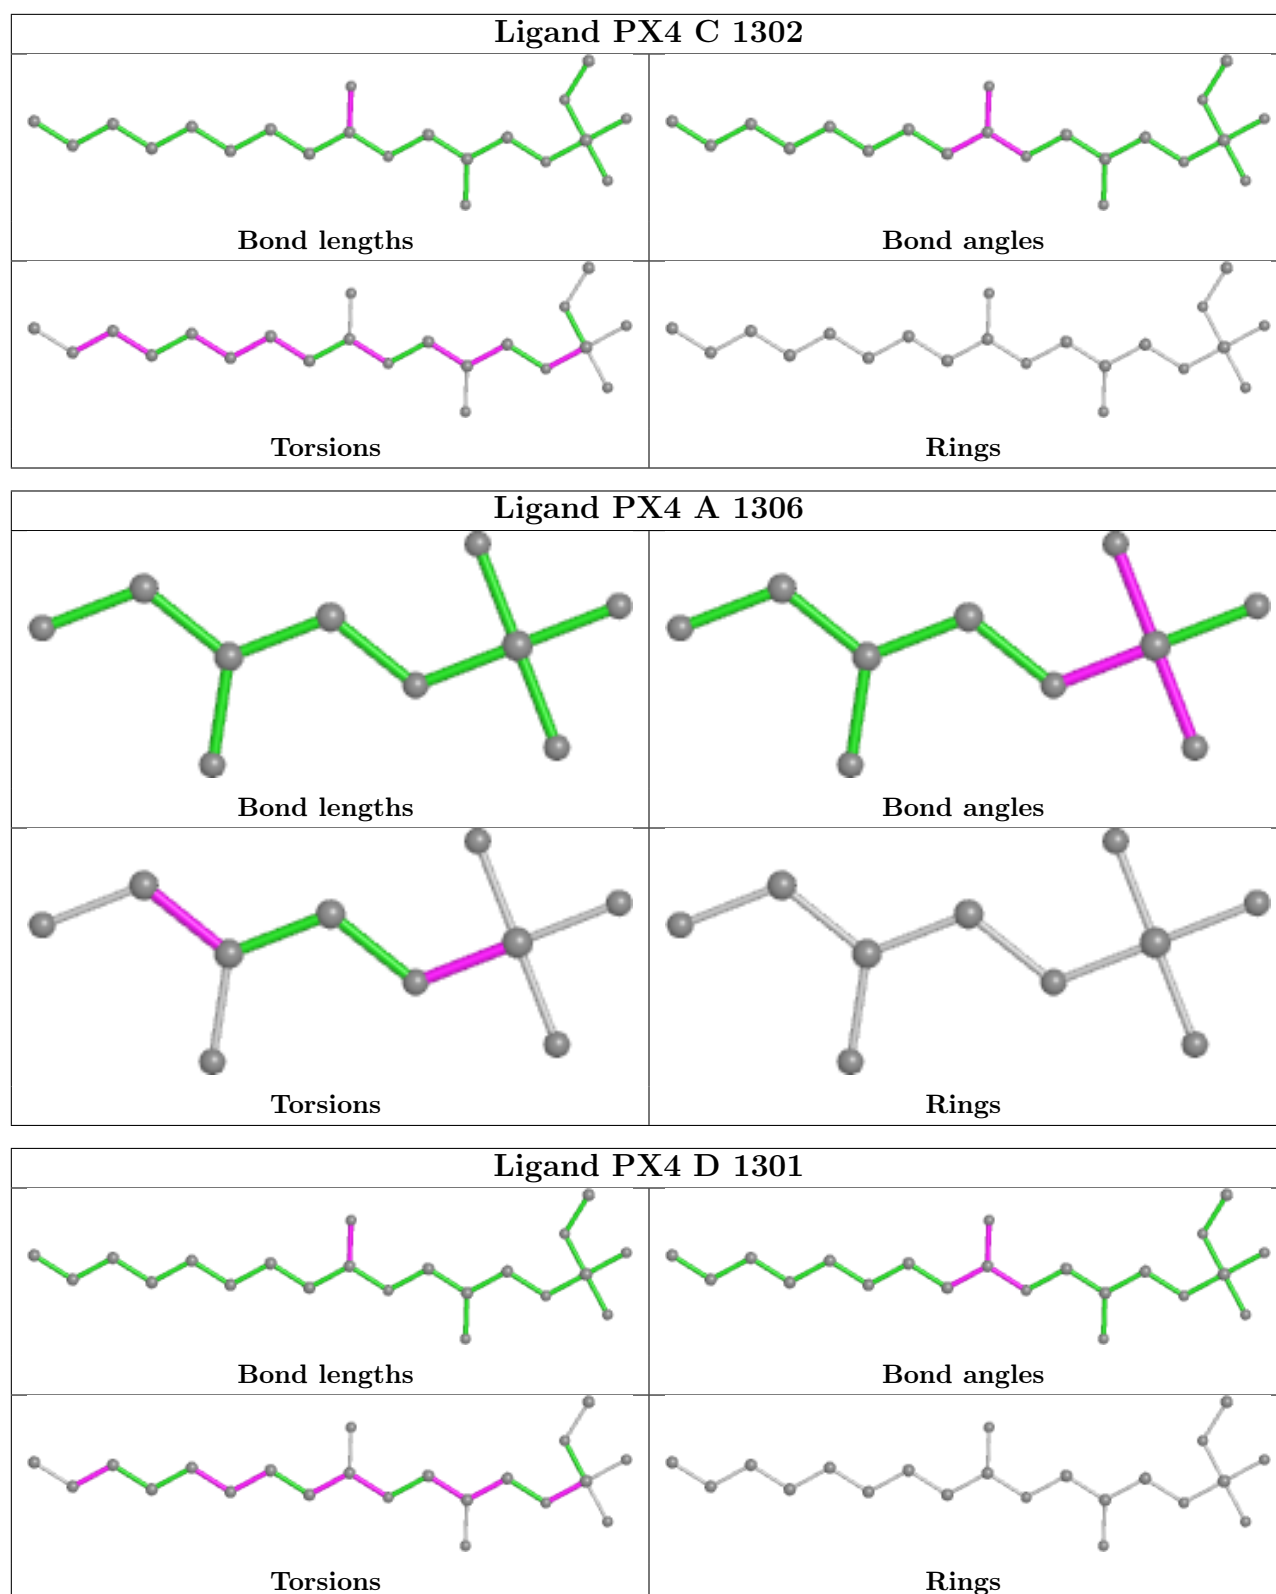 Ligand PX4 C 1302
Bond lengths
Bond angles
Torsions
Rings
Ligand PX4 A 1306
Bond lengths
Bond angles
Torsions
Rings
Ligand PX4 D 1301
Bond lengths
Bond angles
Torsions
Rings